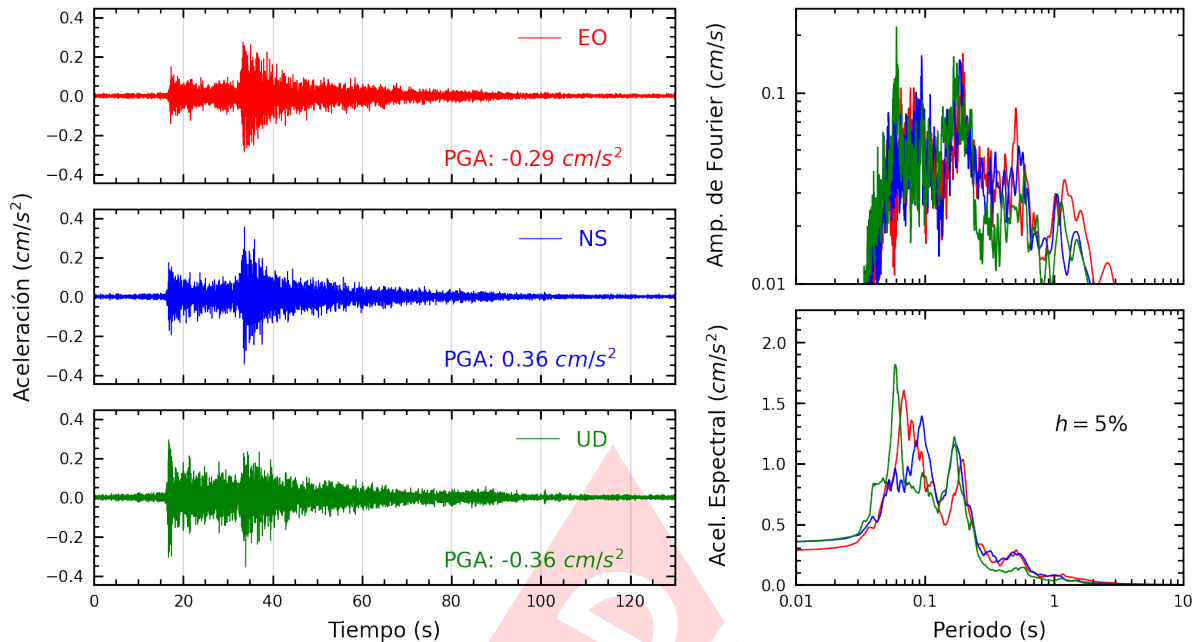 Aceleración (cm/s²)
0.4
0.2
0.0
−0.2
−0.4
EO
PGA: -0.29 cm/s²
0.4
0.2
0.0
−0.2
−0.4
NS
PGA: 0.36 cm/s²
0.4
0.2
0.0
−0.2
−0.4
UD
PGA: -0.36 cm/s²
0 20 40 60 80 100 120
Tiempo (s)
Amp. de Fourier (cm/s)
0.1
0.01
Acel. Espectral (cm/s²)
2.0
1.5
1.0
0.5
0.0
h = 5%
0.01 0.1 1 10
Periodo (s)